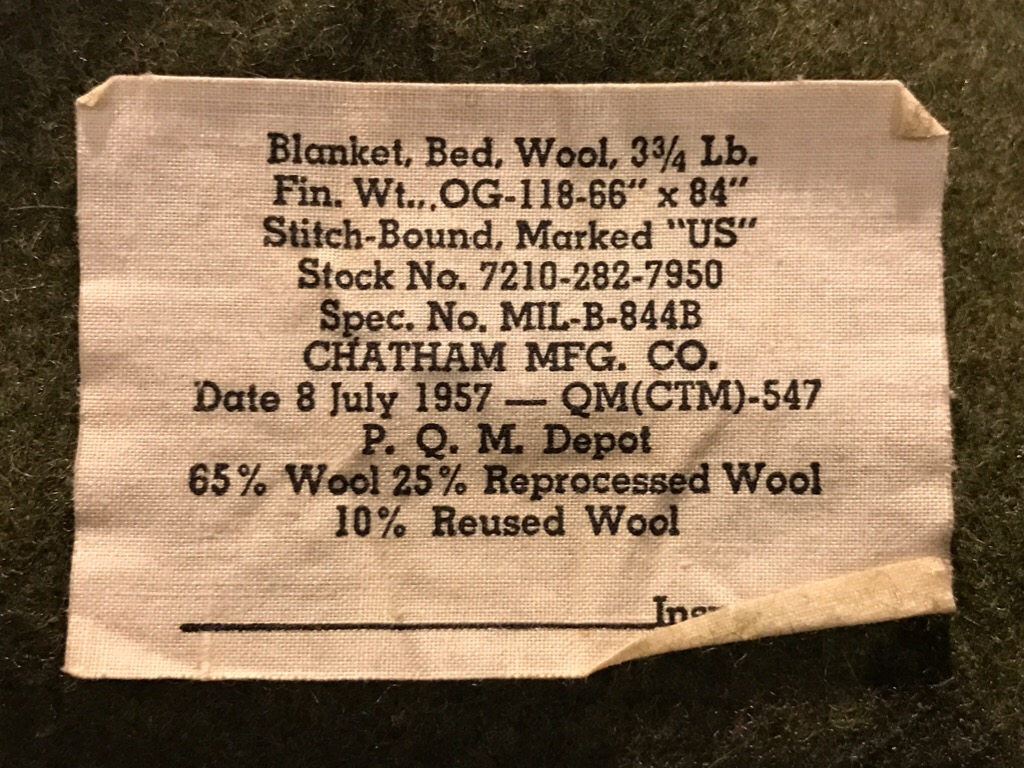 Blanket, Bed, Wool, 3¾ Lb.
Fin. Wt...OG-118-66" x 84"
Stitch-Bound, Marked "US"
Stock No. 7210-282-7950
Spec. No. MIL-B-844B
CHATHAM MFG. CO.
Date 8 July 1957 — QM(CTM)-547
P. Q. M. Depot
65% Wool 25% Reprocessed Wool
10% Reused Wool